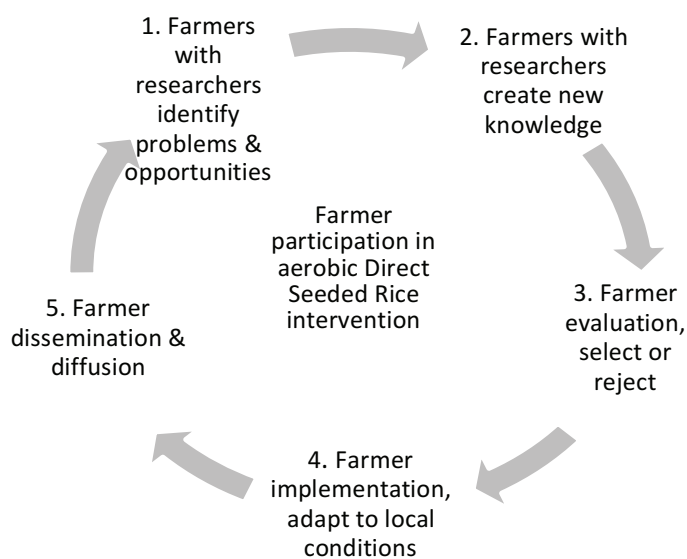 1. Farmers
with
researchers
identify
problems &
opportunities
2. Farmers with
researchers
create new
knowledge
Farmer
participation in
aerobic Direct
Seeded Rice
intervention
3. Farmer
evaluation,
select or
reject
4. Farmer
implementation,
adapt to local
conditions
5. Farmer
dissemination &
diffusion